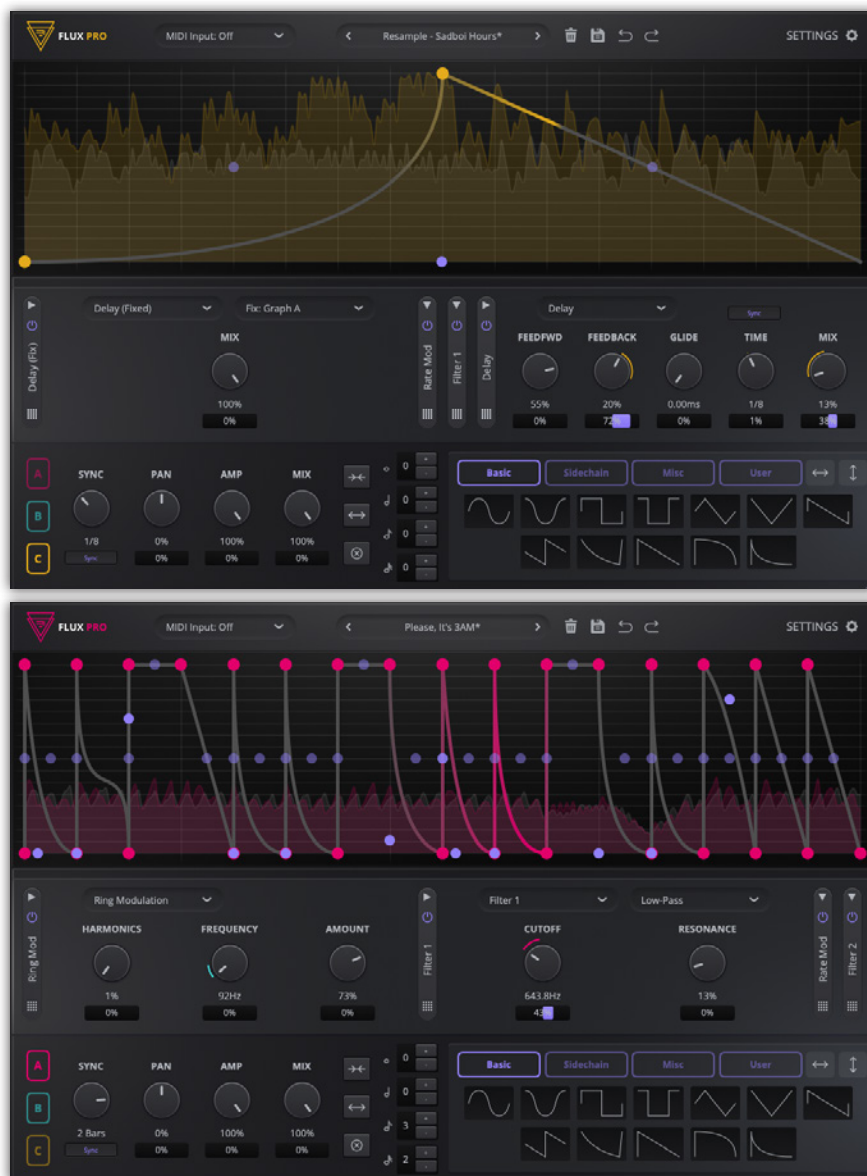 FLUX PRO MIDI Input: Off Resample - Sadboi Hours* SETTINGS
Delay (Fix) Delay (Fixed) Fix: Graph A Rate Mod Filter 1 Delay Delay Sync
MIX FEEDFWD FEEDBACK GLIDE TIME MIX
100% 55% 20% 0.00ms 1/8 13%
0% 0% 72% 0% 1% 38%
A B C
SYNC PAN AMP MIX
1/8 0% 100% 100%
Sync 0% 0% 0%
0
0
0
0
Basic Sidechain Misc User
FLUX PRO MIDI Input: Off Please, It's 3AM* SETTINGS
Ring Mod Ring Modulation Filter 1 Filter 1 Low-Pass Rate Mod Filter 2
HARMONICS FREQUENCY AMOUNT CUTOFF RESONANCE
1% 92Hz 73% 643.8Hz 13%
0% 0% 0% 43% 0%
A B C
SYNC PAN AMP MIX
2 Bars 0% 100% 100%
Sync 0% 0% 0%
0
0
3
2
Basic Sidechain Misc User